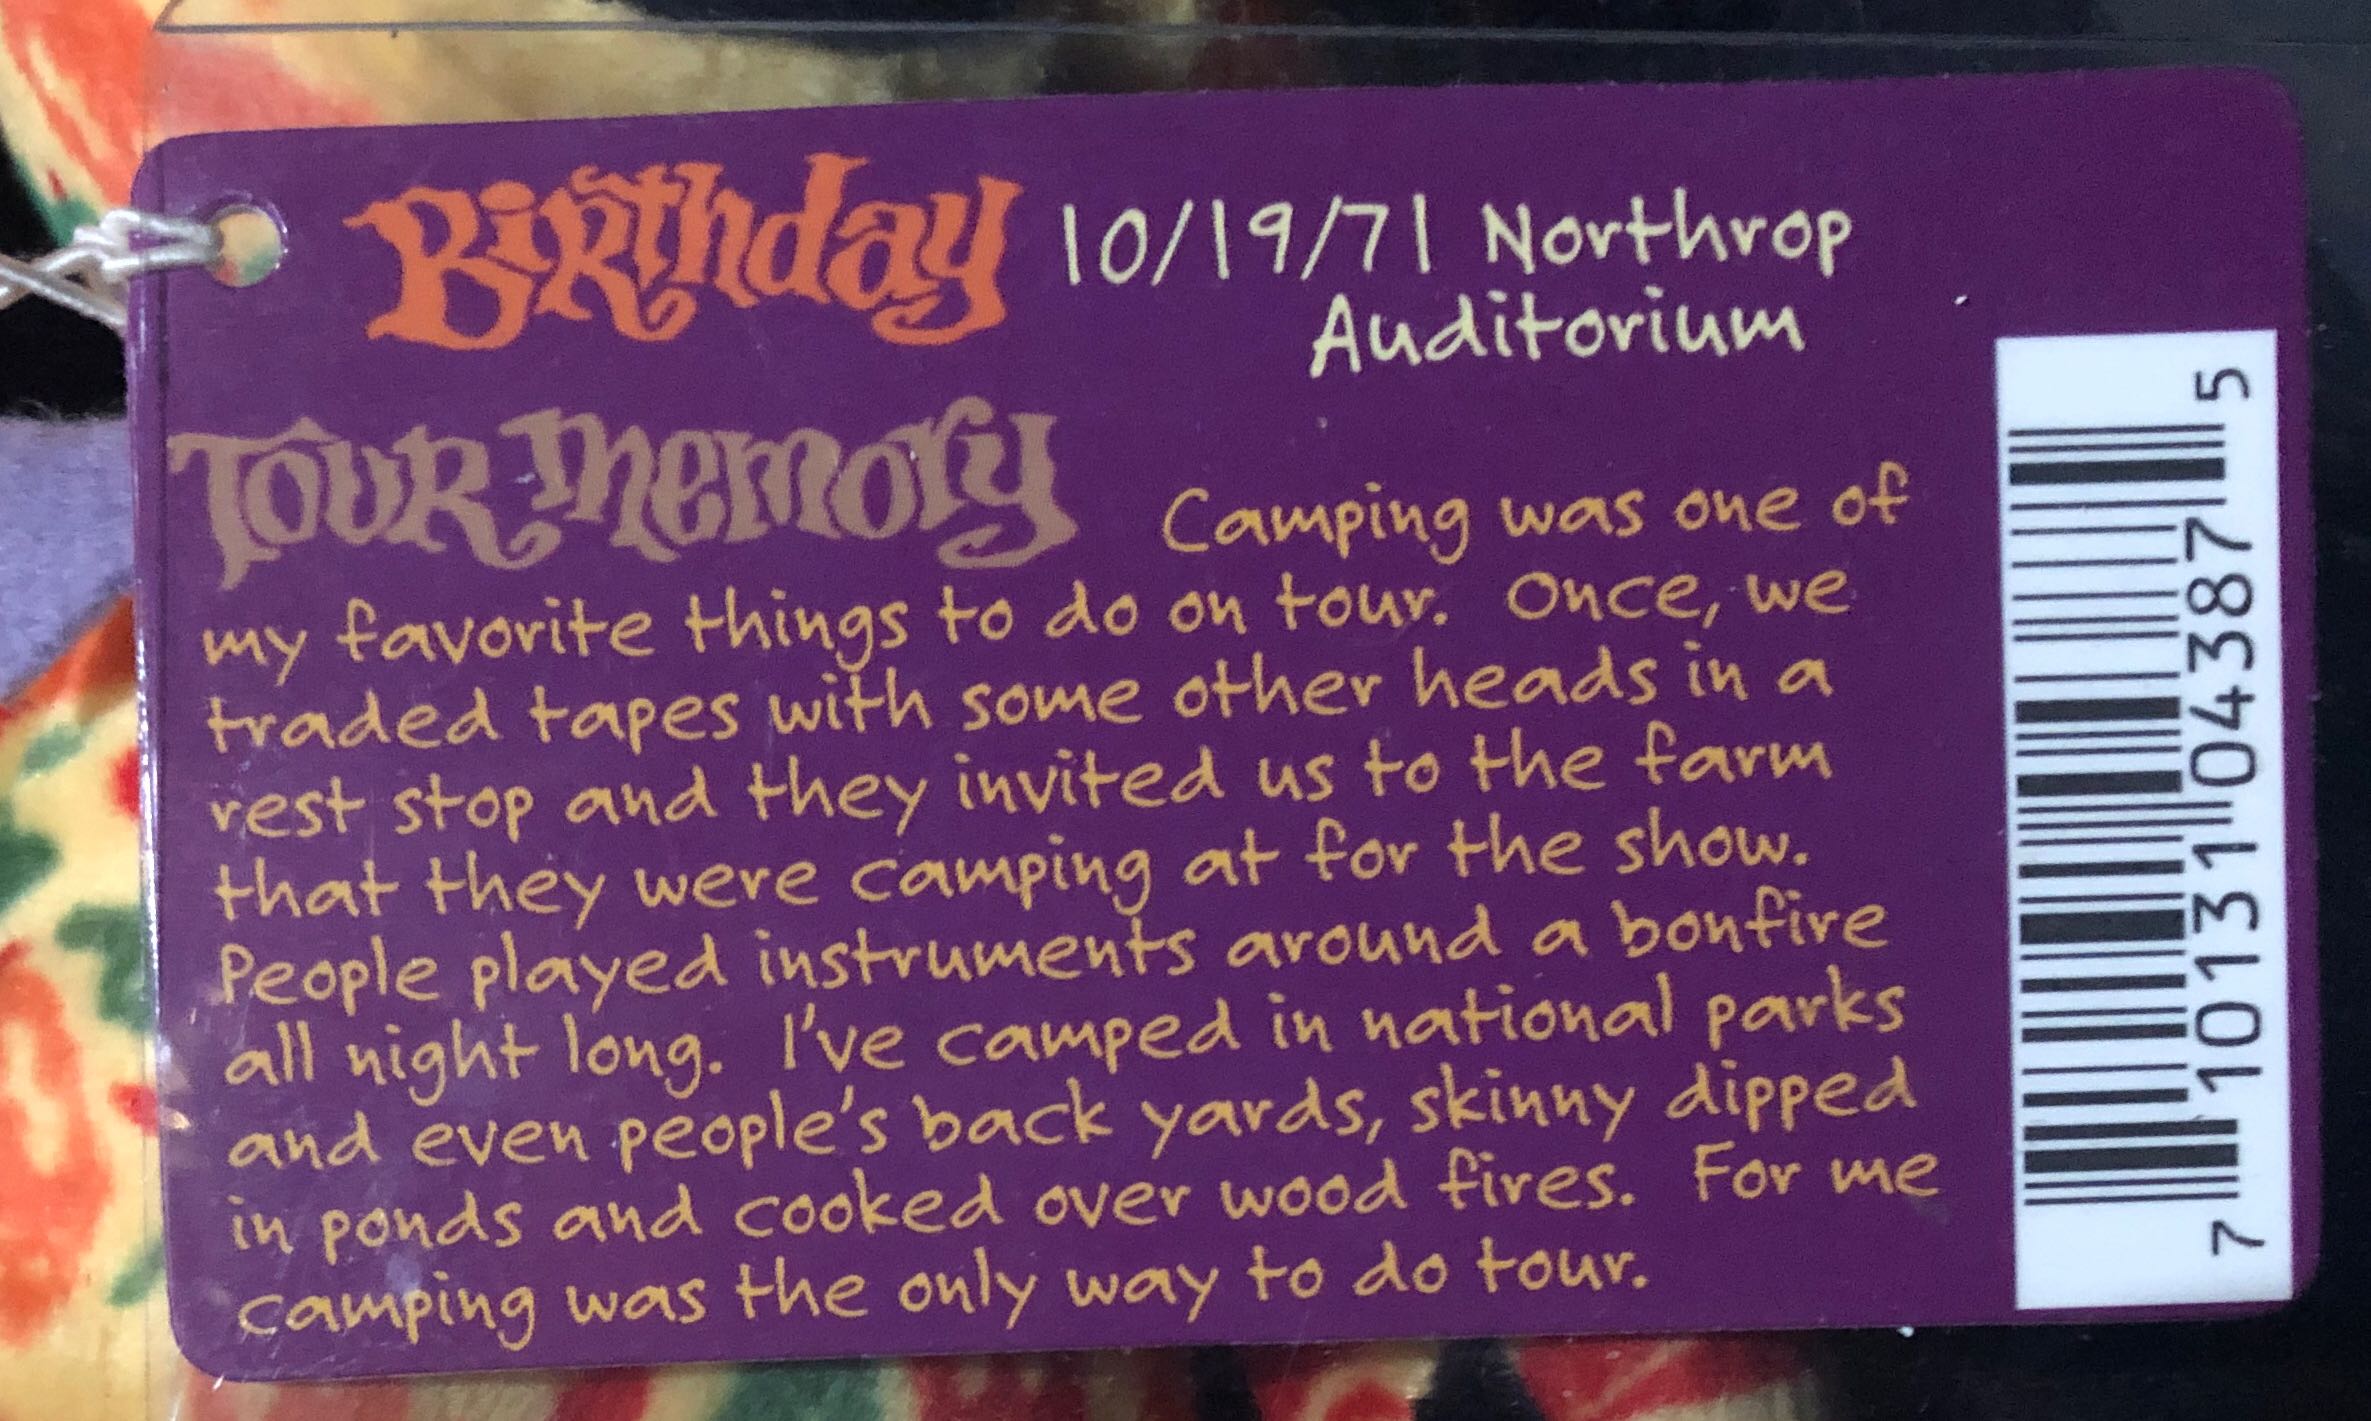 Birthday 10/19/71 Northrop
Auditorium
Tour Memory Camping was one of
my favorite things to do on tour. Once, we
traded tapes with some other heads in a
rest stop and they invited us to the farm
that they were camping at for the show.
People played instruments around a bonfire
all night long. I've camped in national parks
and even people's back yards, skinny dipped
in ponds and cooked over wood fires. For me
camping was the only way to do tour.
7 10131 04387 5